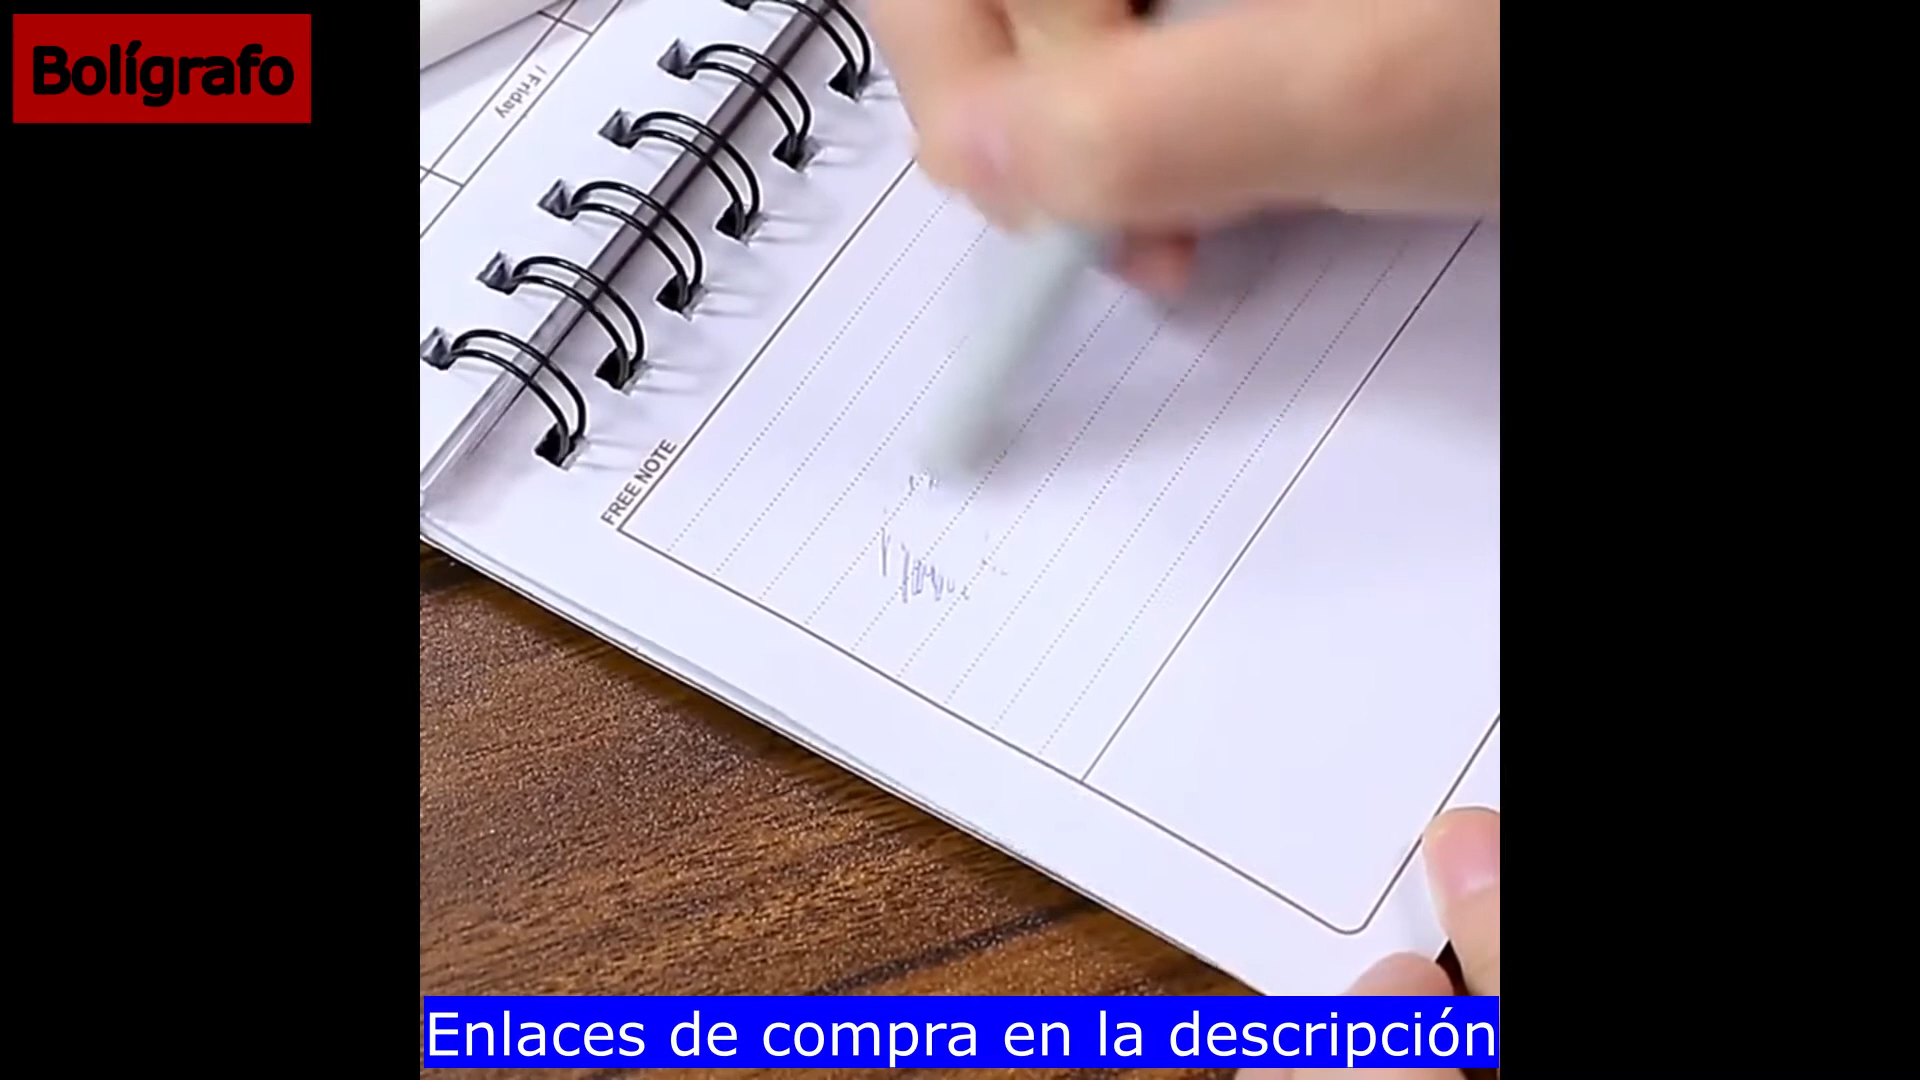 Bolígrafo
/ Friday
FREE NOTE
Enlaces de compra en la descripción